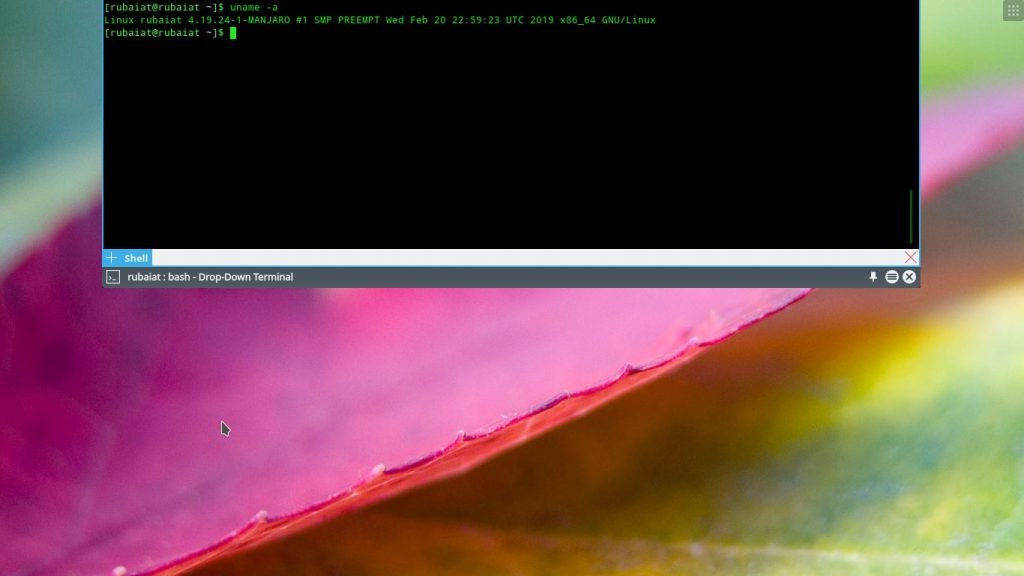 [rubaiat@rubaiat ~]$ uname -a
Linux rubaiat 4.19.24-1-MANJARO #1 SMP PREEMPT Wed Feb 20 22:59:23 UTC 2019 x86_64 GNU/Linux
[rubaiat@rubaiat ~]$
Shell
rubaiat : bash - Drop-Down Terminal